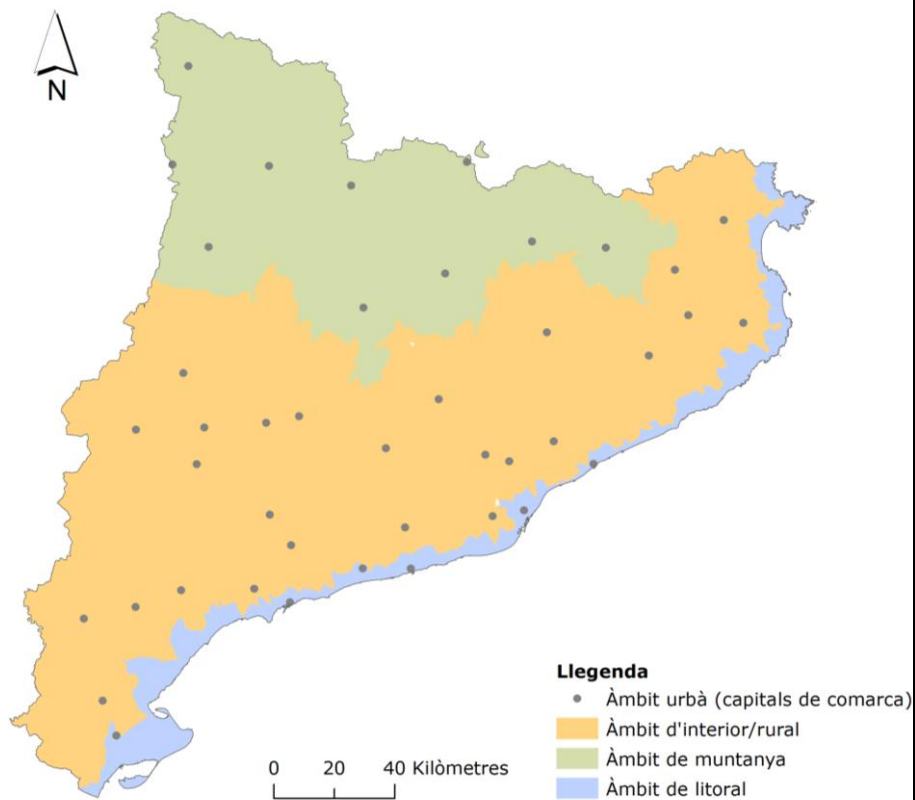 N
Llegenda
Àmbit urbà (capitals de comarca)
Àmbit d'interior/rural
Àmbit de muntanya
Àmbit de litoral
0 20 40 Kilòmetres